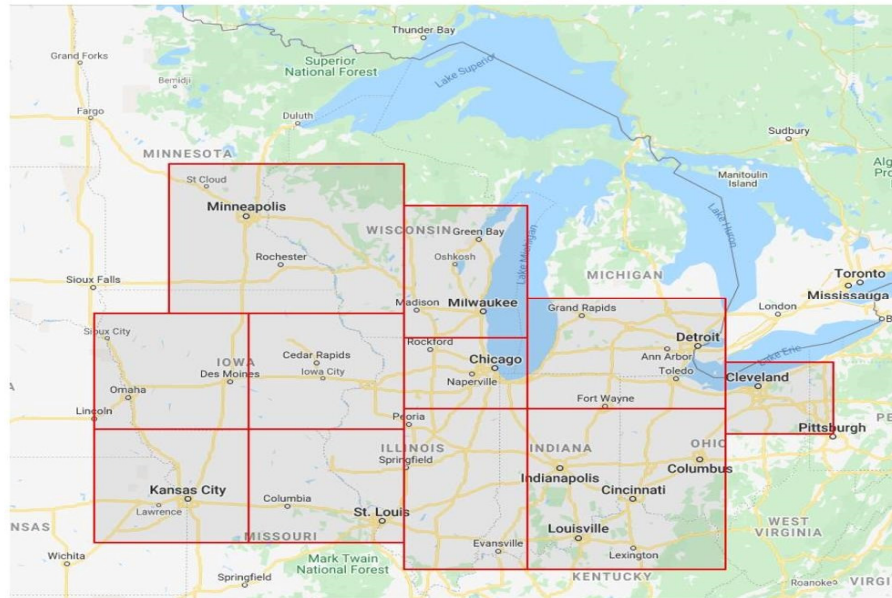 Thunder Bay
Grand Forks
Superior
National Forest
Lake Superior
Bemidji
Fargo
Duluth
Sudbury
MINNESOTA
Manitoulin
Island
St Cloud
Minneapolis
Lake Huron
WISCONSIN
Green Bay
Lake Michigan
Oshkosh
Rochester
MICHIGAN
Toronto
Sioux Falls
Mississauga
Madison
Milwaukee
Grand Rapids
London
Sioux City
Detroit
Rockford
Ann Arbor
Lake Erie
IOWA
Cedar Rapids
Chicago
Des Moines
Iowa City
Naperville
Toledo
Cleveland
Omaha
Fort Wayne
Lincoln
Peoria
Pittsburgh
ILLINOIS
INDIANA
OHIO
Springfield
Indianapolis
Columbus
Kansas City
Columbia
Cincinnati
Lawrence
St. Louis
NSAS
MISSOURI
Louisville
WEST
VIRGINIA
Evansville
Lexington
Wichita
Mark Twain
National Forest
KENTUCKY
Springfield
Roanoke
VIRGI